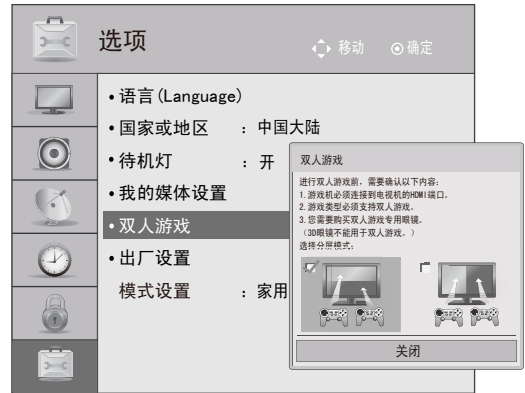 选项
移动
确定
•语言(Language)
•国家或地区 ：中国大陆
•待机灯 ：开
•我的媒体设置
•双人游戏
•出厂设置
模式设置 ：家用
双人游戏
进行双人游戏前，需要确认以下内容:
1.游戏机必须连接到电视机的HDMI端口.
2.游戏类型必须支持双人游戏.
3.您需要购买双人游戏专用眼镜.
（3D眼镜不能用于双人游戏.）
选择分屏模式:
关闭